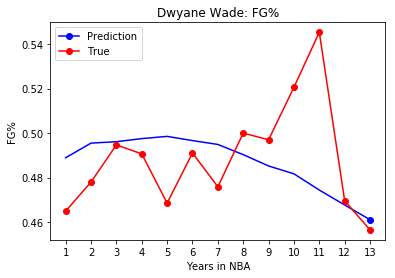 Dwyane Wade: FG%
Prediction
True
FG%
0.54
0.52
0.50
0.48
0.46
1 2 3 4 5 6 7 8 9 10 11 12 13
Years in NBA